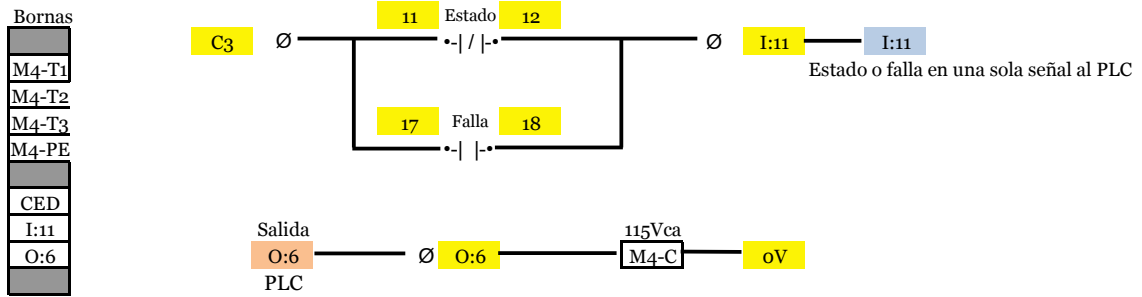 Bornas
M4-T1
M4-T2
M4-T3
M4-PE
CED
I:11
O:6
11 Estado 12
C3 Ø •-| / |-• Ø I:11 I:11
Estado o falla en una sola señal al PLC
17 Falla 18
•-| |-•
Salida 115Vca
O:6 Ø O:6 M4-C 0V
PLC